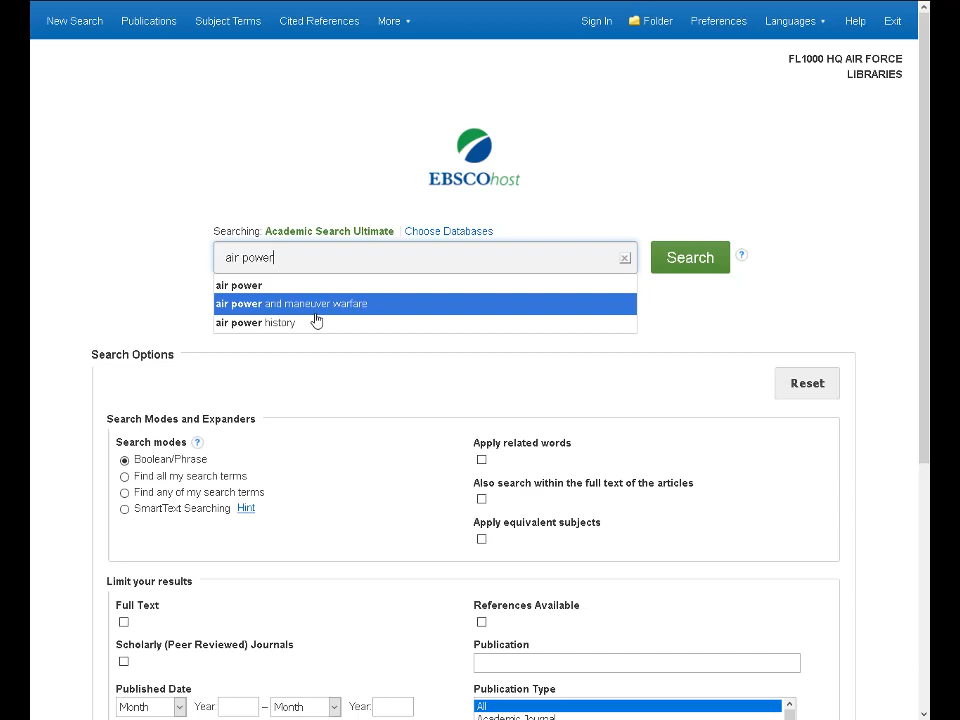 New Search Publications Subject Terms Cited References More Sign In Folder Preferences Languages Help Exit
FL1000 HQ AIR FORCE
LIBRARIES
EBSCOhost
Searching: Academic Search Ultimate Choose Databases
air power Search ?
air power
air power and maneuver warfare
air power history
Search Options
Reset
Search Modes and Expanders
Search modes ?
Boolean/Phrase
Find all my search terms
Find any of my search terms
SmartText Searching Hint
Apply related words
Also search within the full text of the articles
Apply equivalent subjects
Limit your results
Full Text
Scholarly (Peer Reviewed) Journals
Published Date
Month Year: – Month Year:
References Available
Publication
Publication Type
All
Academic Journal